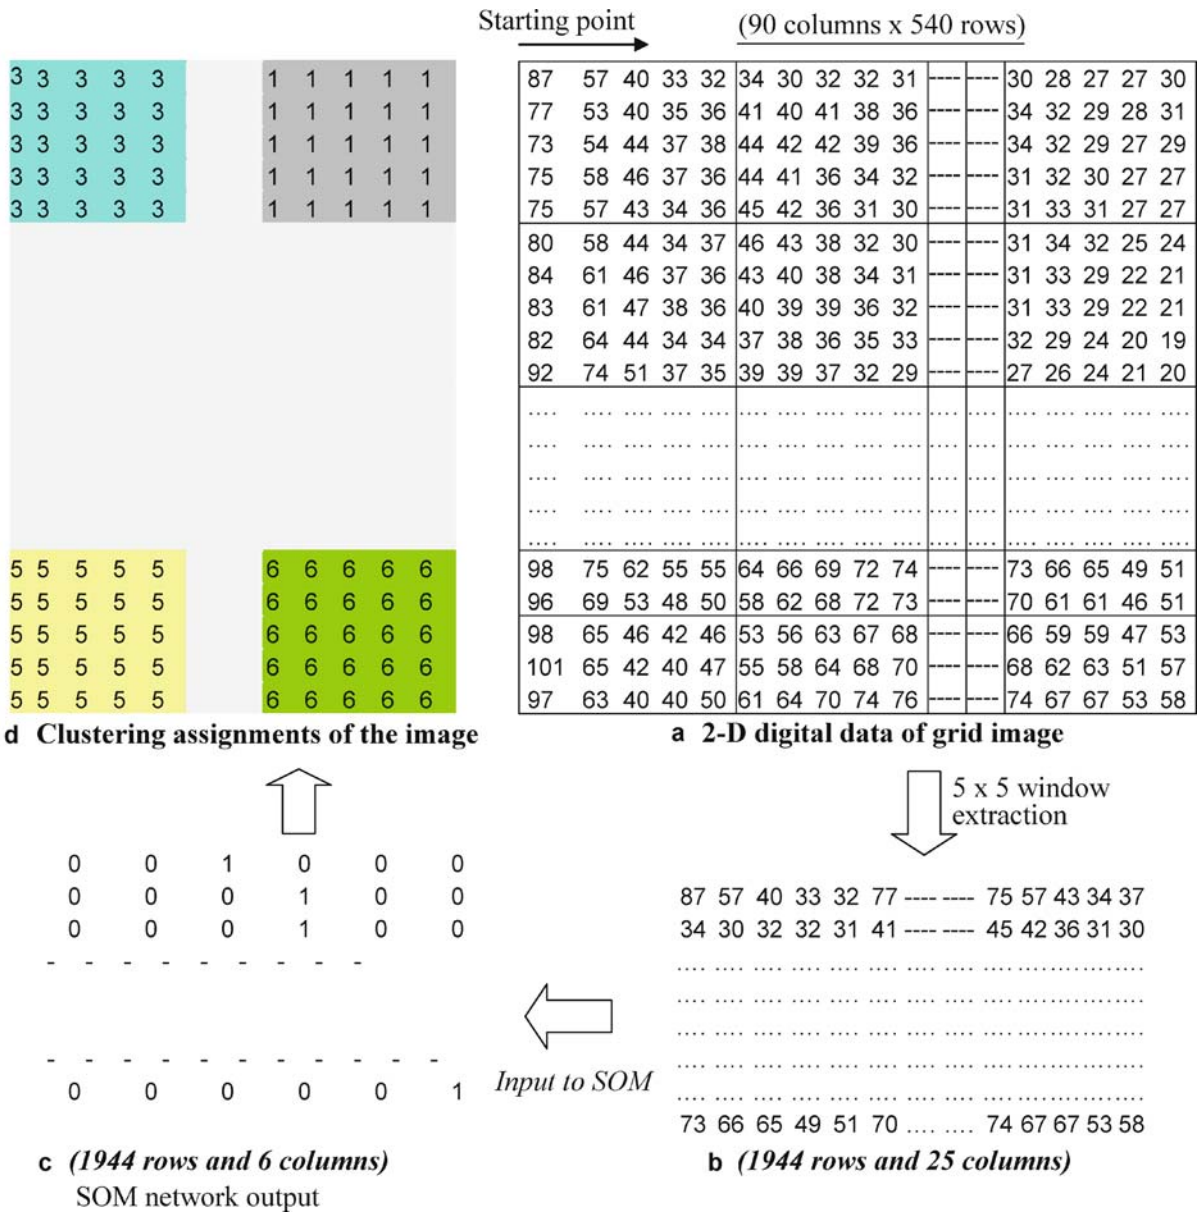 Starting point (90 columns x 540 rows)
3 3 3 3 3 1 1 1 1 1
3 3 3 3 3 1 1 1 1 1
3 3 3 3 3 1 1 1 1 1
3 3 3 3 3 1 1 1 1 1
3 3 3 3 3 1 1 1 1 1
5 5 5 5 5 6 6 6 6 6
5 5 5 5 5 6 6 6 6 6
5 5 5 5 5 6 6 6 6 6
5 5 5 5 5 6 6 6 6 6
5 5 5 5 5 6 6 6 6 6
d Clustering assignments of the image
87 57 40 33 32 34 30 32 32 31 ---- ---- 30 28 27 27 30
77 53 40 35 36 41 40 41 38 36 ---- ---- 34 32 29 28 31
73 54 44 37 38 44 42 42 39 36 ---- ---- 34 32 29 27 29
75 58 46 37 36 44 41 36 34 32 ---- ---- 31 32 30 27 27
75 57 43 34 36 45 42 36 31 30 ---- ---- 31 33 31 27 27
80 58 44 34 37 46 43 38 32 30 ---- ---- 31 34 32 25 24
84 61 46 37 36 43 40 38 34 31 ---- ---- 31 33 29 22 21
83 61 47 38 36 40 39 39 36 32 ---- ---- 31 33 29 22 21
82 64 44 34 34 37 38 36 35 33 ---- ---- 32 29 24 20 19
92 74 51 37 35 39 39 37 32 29 ---- ---- 27 26 24 21 20
.... .... .... .... .... .... .... .... .... .... .... .... .... .... .... .... ....
.... .... .... .... .... .... .... .... .... .... .... .... .... .... .... .... ....
.... .... .... .... .... .... .... .... .... .... .... .... .... .... .... .... ....
.... .... .... .... .... .... .... .... .... .... .... .... .... .... .... .... ....
.... .... .... .... .... .... .... .... .... .... .... .... .... .... .... .... ....
98 75 62 55 55 64 66 69 72 74 ---- ---- 73 66 65 49 51
96 69 53 48 50 58 62 68 72 73 ---- ---- 70 61 61 46 51
98 65 46 42 46 53 56 63 67 68 ---- ---- 66 59 59 47 53
101 65 42 40 47 55 58 64 68 70 ---- ---- 68 62 63 51 57
97 63 40 40 50 61 64 70 74 76 ---- ---- 74 67 67 53 58
a 2-D digital data of grid image
5 x 5 window
extraction
87 57 40 33 32 77 ---- ---- 75 57 43 34 37
34 30 32 32 31 41 ---- ---- 45 42 36 31 30
.... .... .... .... .... .... .... .... .... .... .... .... ....
.... .... .... .... .... .... .... .... .... .... .... .... ....
.... .... .... .... .... .... .... .... .... .... .... .... ....
.... .... .... .... .... .... .... .... .... .... .... .... ....
.... .... .... .... .... .... .... .... .... .... .... .... ....
73 66 65 49 51 70 .... .... 74 67 67 53 58
b (1944 rows and 25 columns)
Input to SOM
0 0 1 0 0 0
0 0 0 1 0 0
0 0 0 1 0 0
- - - - - - - - -
- - - - - - - - - - -
0 0 0 0 0 1
c (1944 rows and 6 columns)
SOM network output